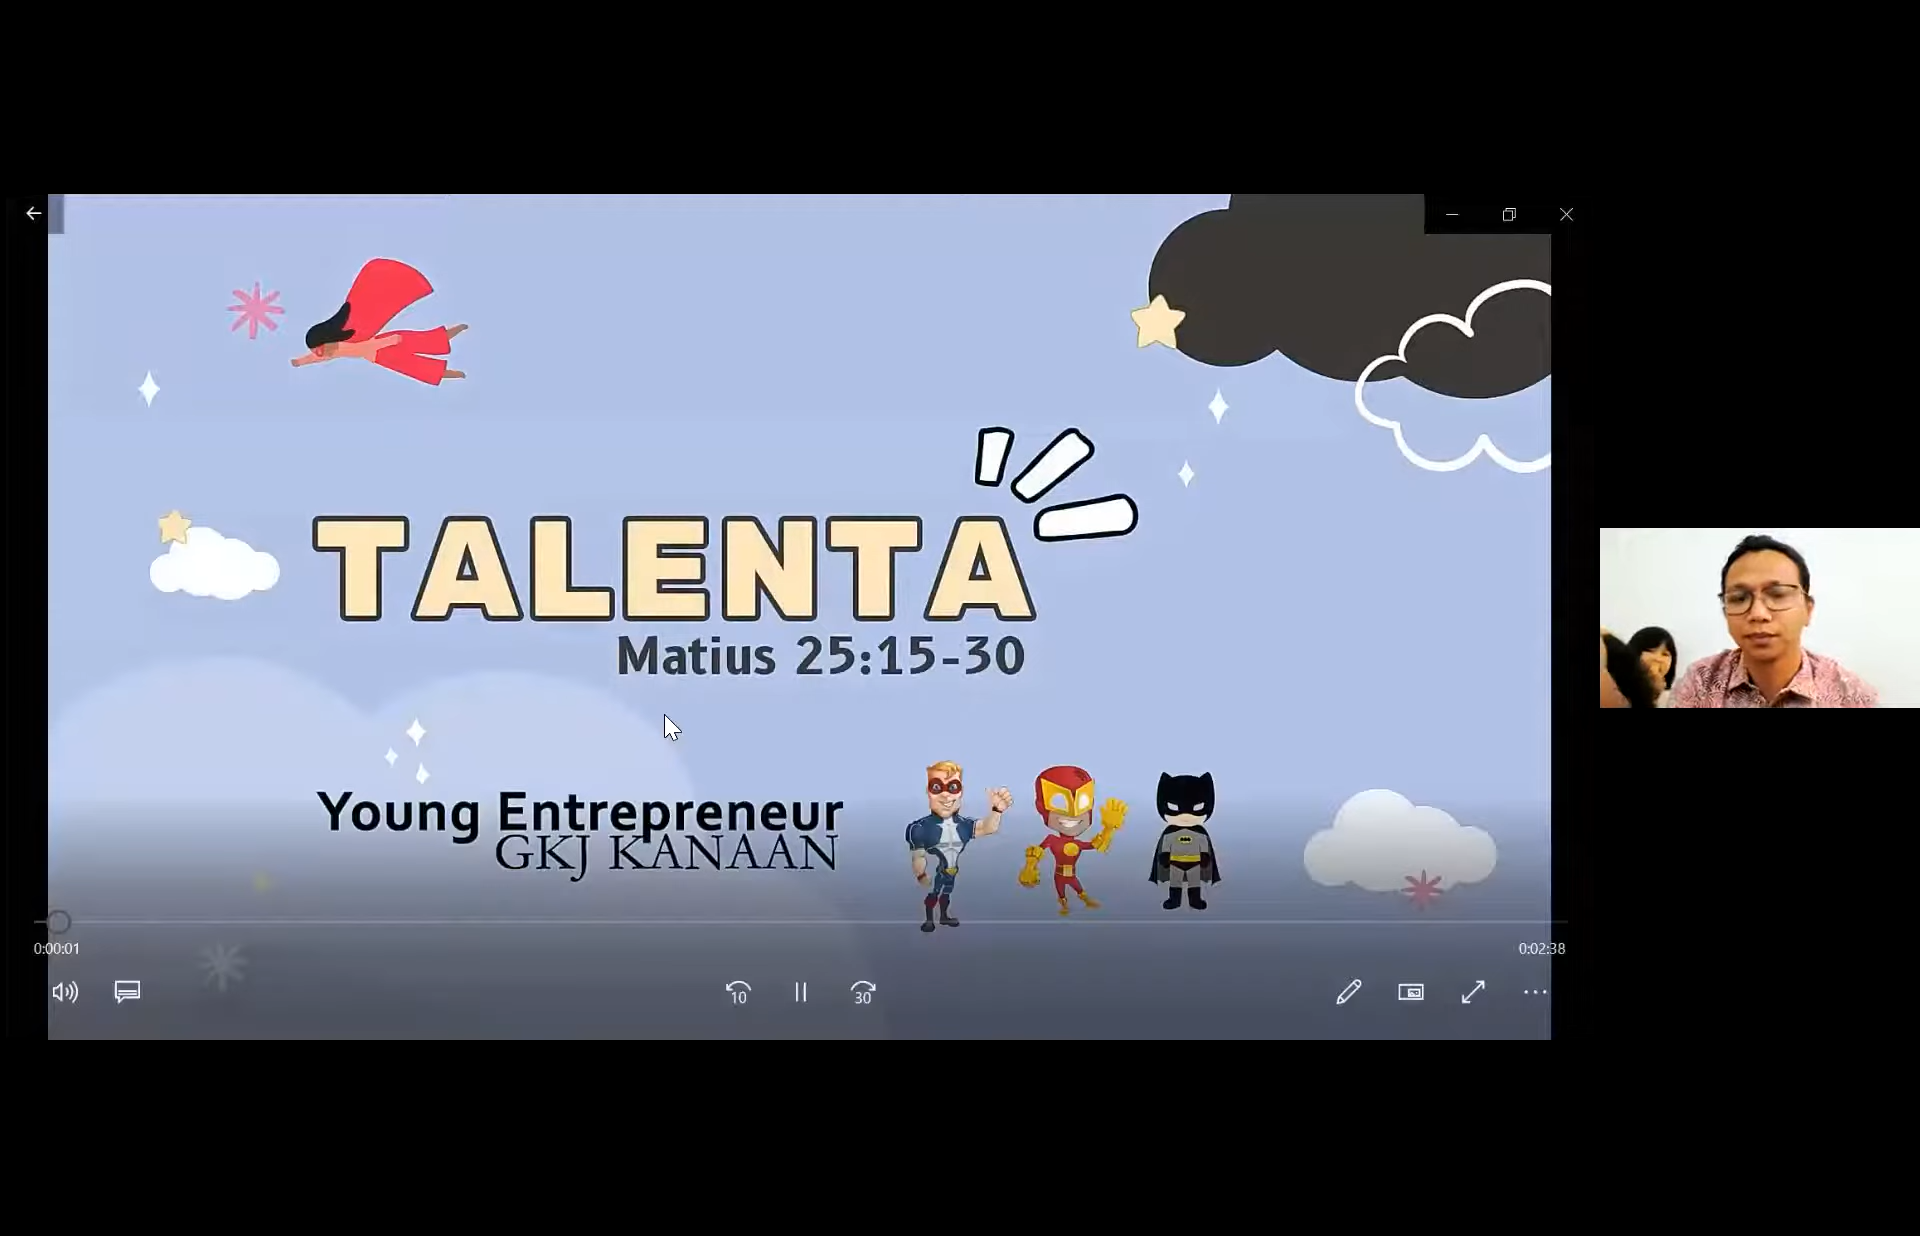 TALENTA
Matius 25:15-30
Young Entrepreneur
GKJ KANAAN
0:00:01
0:02:38
10
30